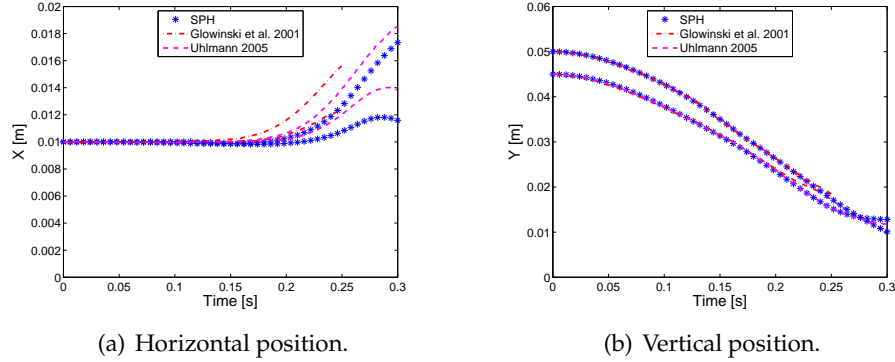 0.02
0.018
0.016
0.014
0.012
0.01
0.008
0.006
0.004
0.002
0
X [m]
SPH
Glowinski et al. 2001
Uhlmann 2005
0 0.05 0.1 0.15 0.2 0.25 0.3
Time [s]
(a) Horizontal position.
0.06
0.05
0.04
0.03
0.02
0.01
0
Y [m]
SPH
Glowinski et al. 2001
Uhlmann 2005
0 0.05 0.1 0.15 0.2 0.25 0.3
Time [s]
(b) Vertical position.